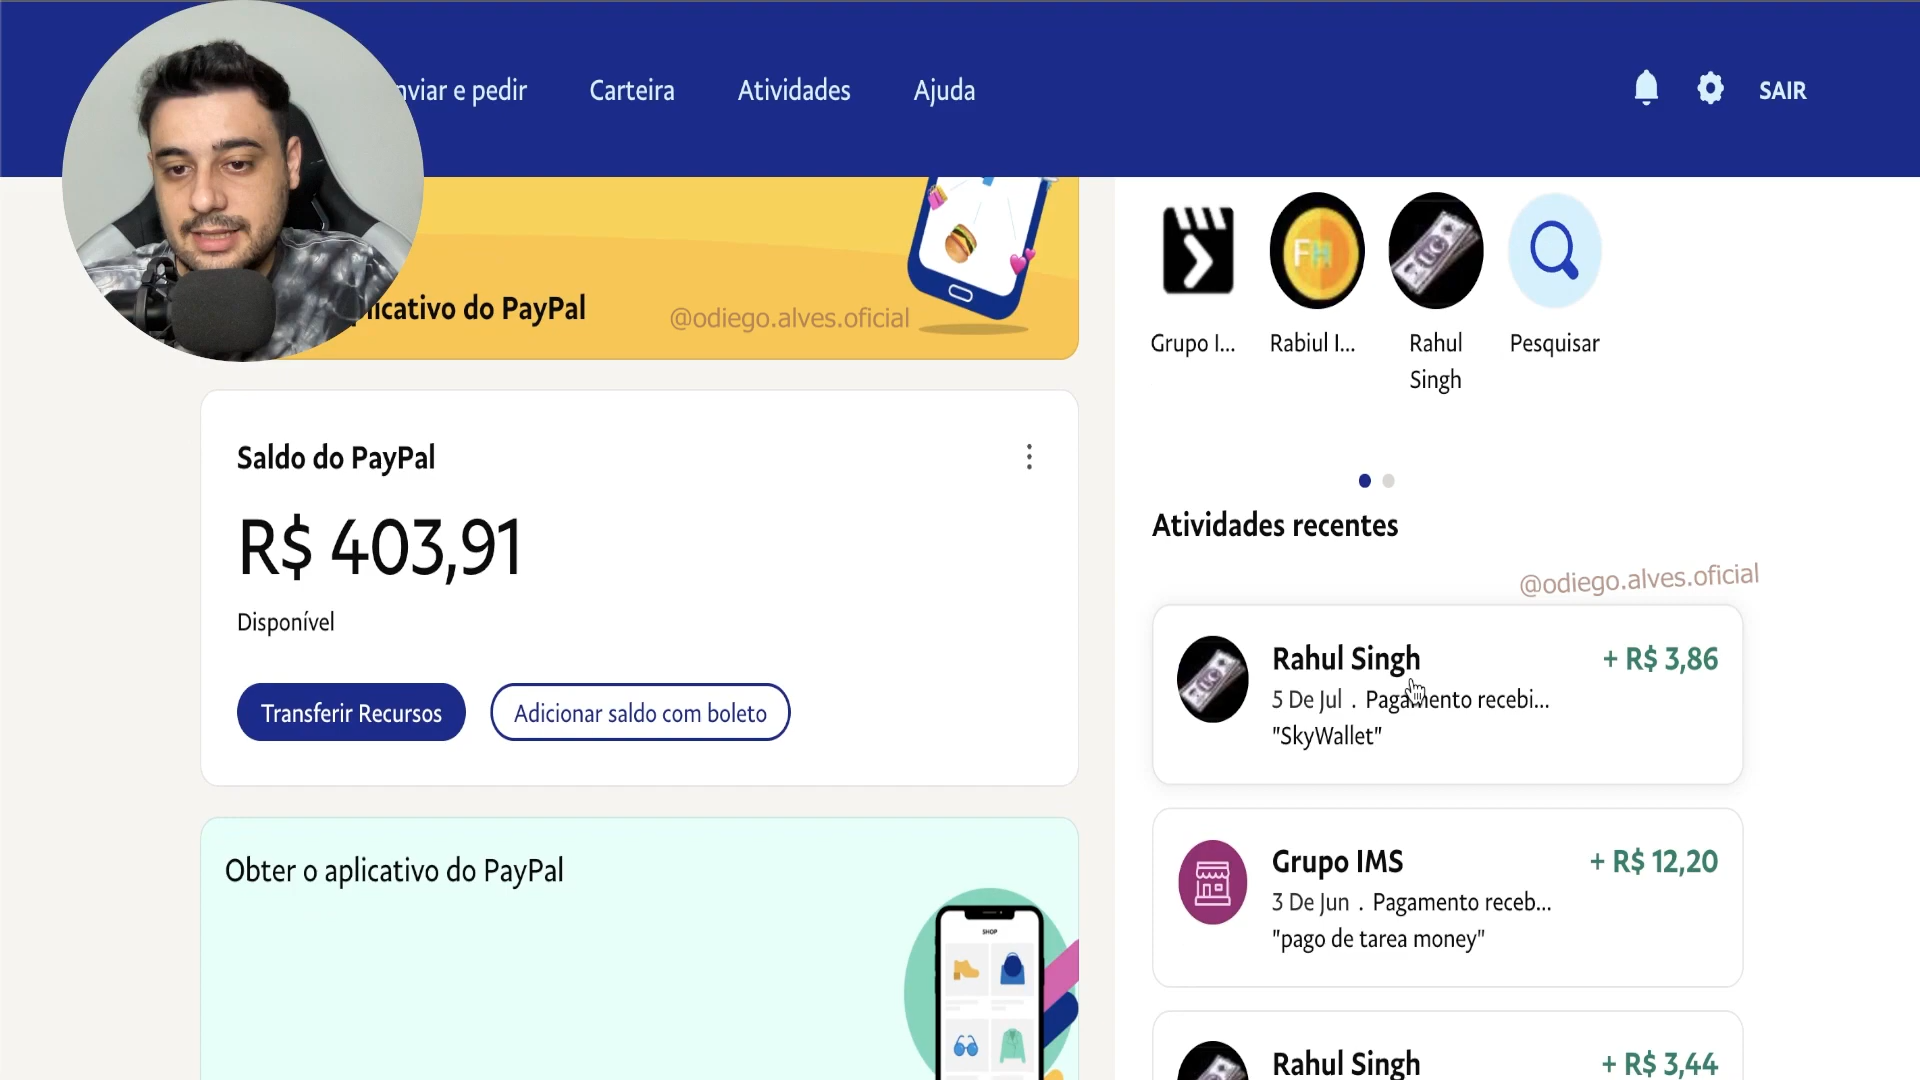 nviar e pedir
Carteira
Atividades
Ajuda
SAIR
plicativo do PayPal
@odiego.alves.oficial
Saldo do PayPal
R$ 403,91
Disponível
Transferir Recursos
Adicionar saldo com boleto
Obter o aplicativo do PayPal
SHOP
FH
Grupo I...
Rabiul I...
Rahul
Singh
Pesquisar
Atividades recentes
@odiego.alves.oficial
Rahul Singh
+ R$ 3,86
5 De Jul . Pagamento recebi...
"SkyWallet"
Grupo IMS
+ R$ 12,20
3 De Jun . Pagamento receb...
"pago de tarea money"
Rahul Singh
+ R$ 3,44